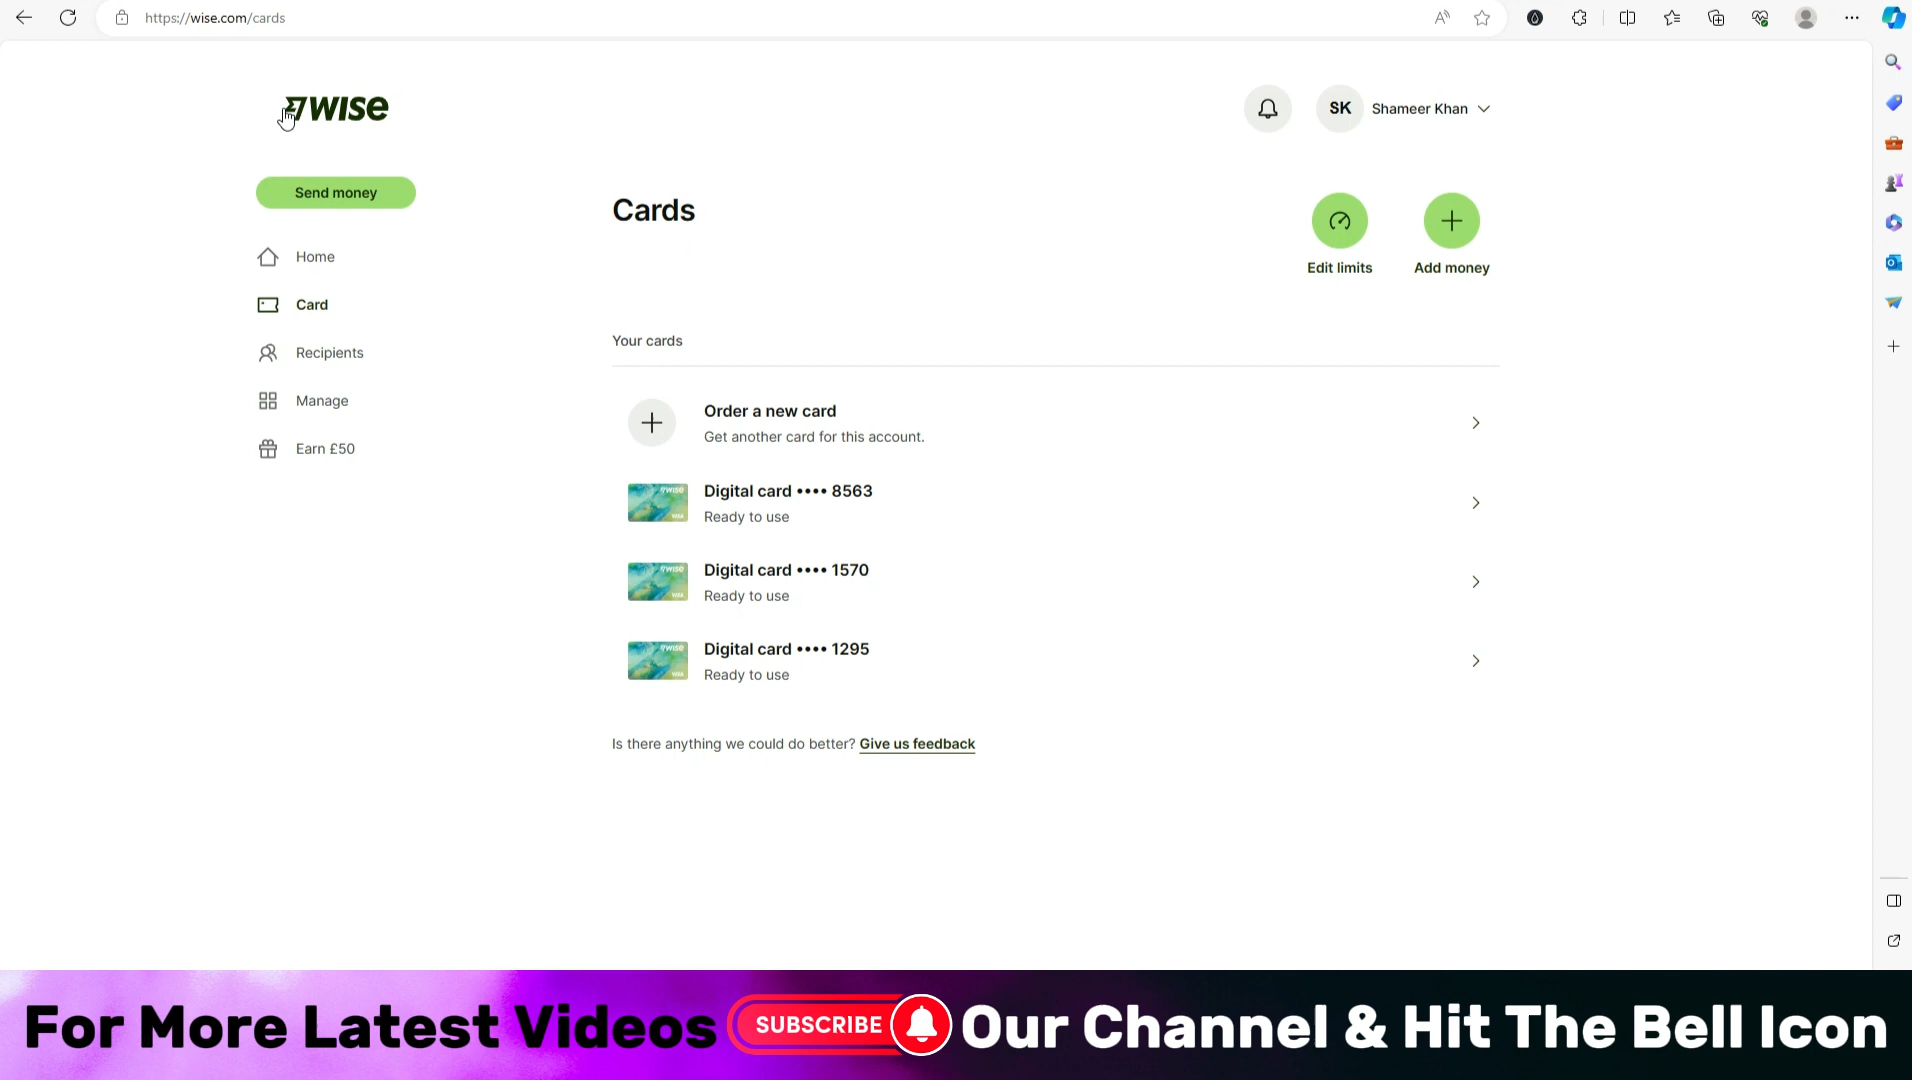 https://wise.com/cards
WISE
SK
Shameer Khan
Send money
Home
Card
Recipients
Manage
Earn £50
Cards
Edit limits
Add money
Your cards
Order a new card
Get another card for this account.
Digital card •••• 8563
Ready to use
Digital card •••• 1570
Ready to use
Digital card •••• 1295
Ready to use
Is there anything we could do better? Give us feedback
For More Latest Videos SUBSCRIBE Our Channel & Hit The Bell Icon